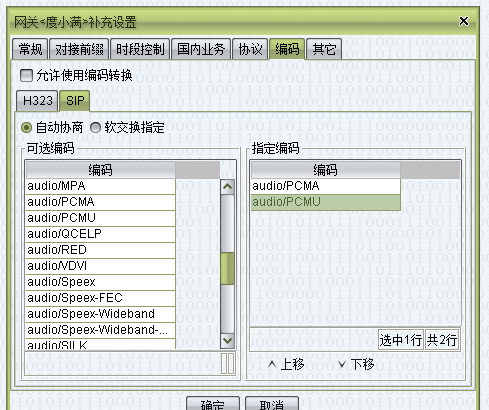 网关<度小满>补充设置
常规 对接前缀 时段控制 国内业务 协议 编码 其它
允许使用编码转换
H323 SIP
自动协商 软交换指定
可选编码
编码
audio/MPA
audio/PCMA
audio/PCMU
audio/QCELP
audio/RED
audio/VDVI
audio/Speex
audio/Speex-FEC
audio/Speex-Wideband
audio/Speex-Wideband-...
audio/SILK
指定编码
编码
audio/PCMA
audio/PCMU
选中1行 共2行
上移 下移
确定 取消